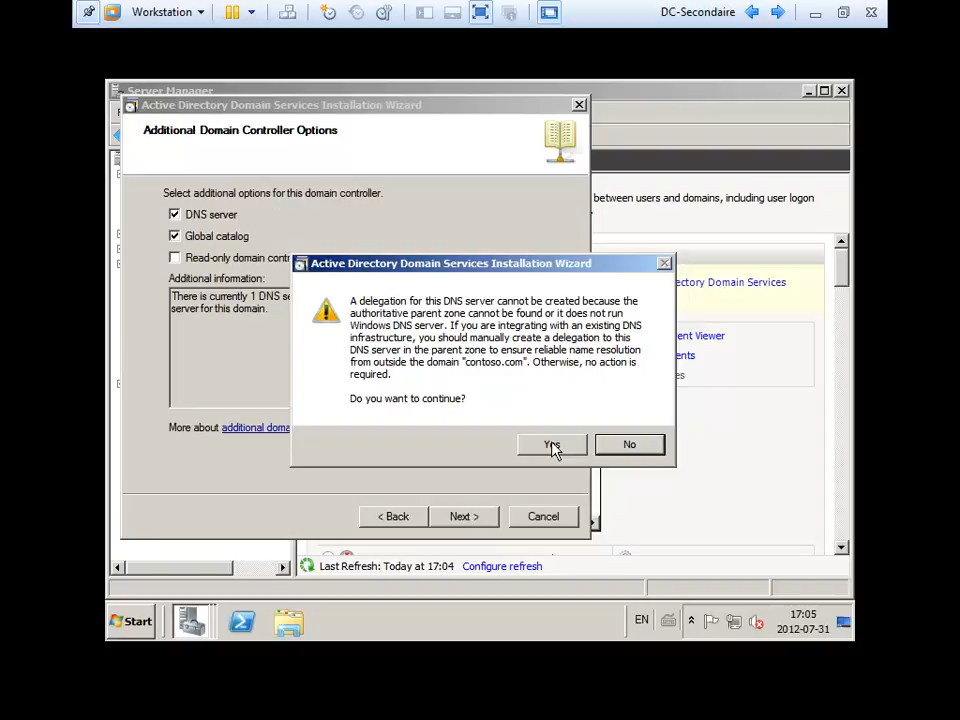 Workstation
DC-Secondaire
Server Manager
Active Directory Domain Services Installation Wizard
Additional Domain Controller Options
Select additional options for this domain controller.
between users and domains, including user logon
DNS server
Global catalog
Read-only domain contr
Active Directory Domain Services Installation Wizard
Additional information:
There is currently 1 DNS se
server for this domain.
ectory Domain Services
A delegation for this DNS server cannot be created because the
authoritative parent zone cannot be found or it does not run
Windows DNS server. If you are integrating with an existing DNS
infrastructure, you should manually create a delegation to this
DNS server in the parent zone to ensure reliable name resolution
from outside the domain "contoso.com". Otherwise, no action is
required.
ent Viewer
ents
es
Do you want to continue?
More about additional doma
Yes
No
< Back
Next >
Cancel
Last Refresh: Today at 17:04
Configure refresh
Start
EN
17:05
2012-07-31